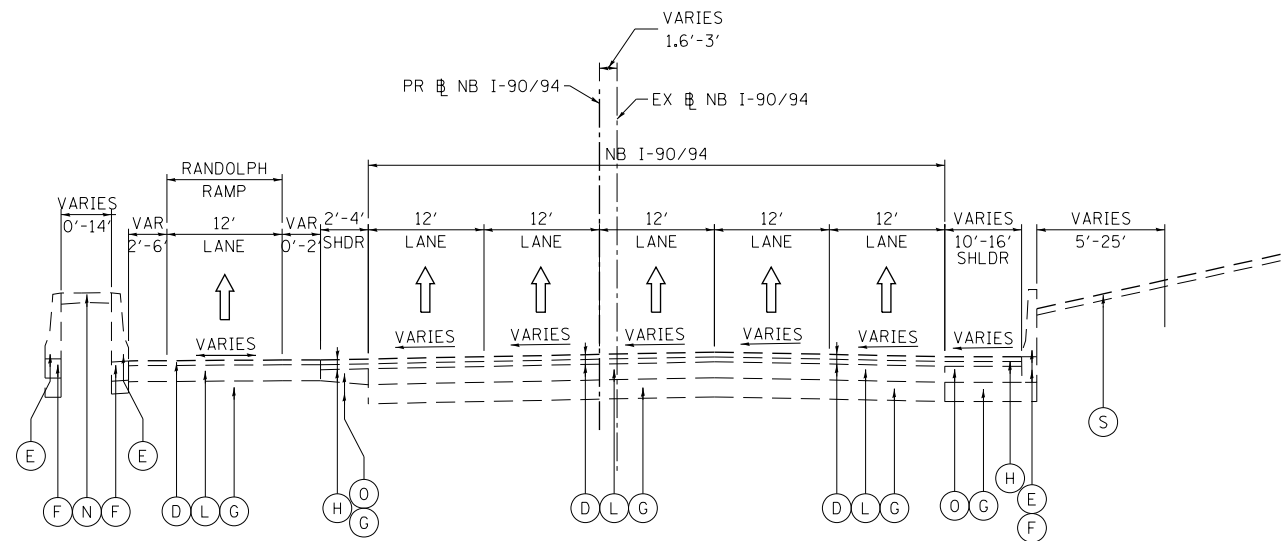 VARIES
1.6'-3'
PR ℄ NB I-90/94
EX ℄ NB I-90/94
NB I-90/94
RANDOLPH
RAMP
VARIES
0'-14'
VAR
2'-6'
12'
LANE
VAR
0'-2'
2'-4'
SHDR
12'
LANE
12'
LANE
12'
LANE
12'
LANE
12'
LANE
VARIES
10'-16'
SHLDR
VARIES
5'-25'
VARIES
VARIES
VARIES
VARIES
VARIES
VARIES
VARIES
S
E
E
F
N
F
D
L
G
H
O
G
D
L
G
D
L
G
O
G
H
E
F